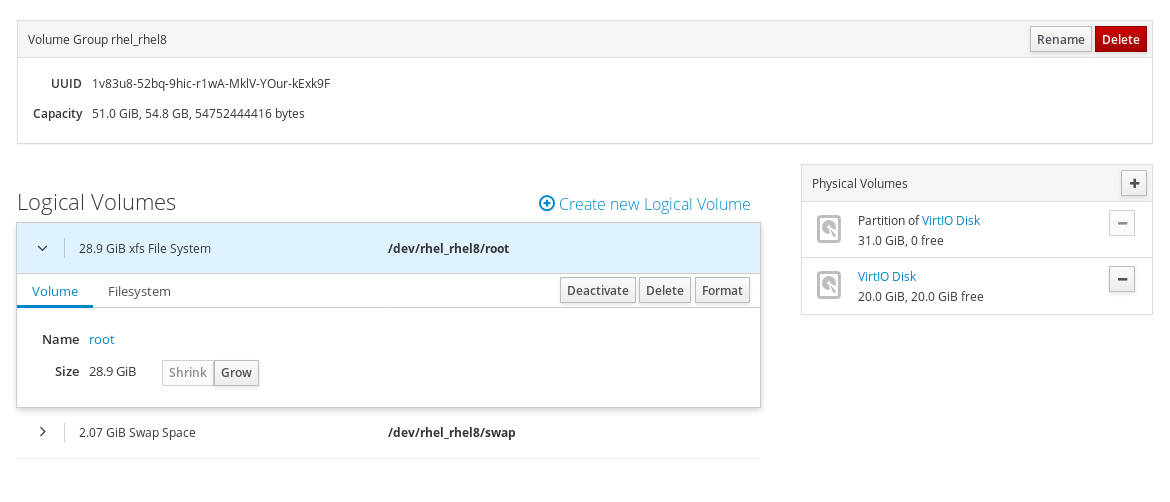 Volume Group rhel_rhel8 Rename Delete
UUID 1v83u8-52bq-9hic-r1wA-MklV-YOur-kExk9F
Capacity 51.0 GiB, 54.8 GB, 54752444416 bytes
Logical Volumes Create new Logical Volume
28.9 GiB xfs File System /dev/rhel_rhel8/root
Volume Filesystem Deactivate Delete Format
Name root
Size 28.9 GiB Shrink Grow
2.07 GiB Swap Space /dev/rhel_rhel8/swap
Physical Volumes
Partition of VirtIO Disk
31.0 GiB, 0 free
VirtIO Disk
20.0 GiB, 20.0 GiB free